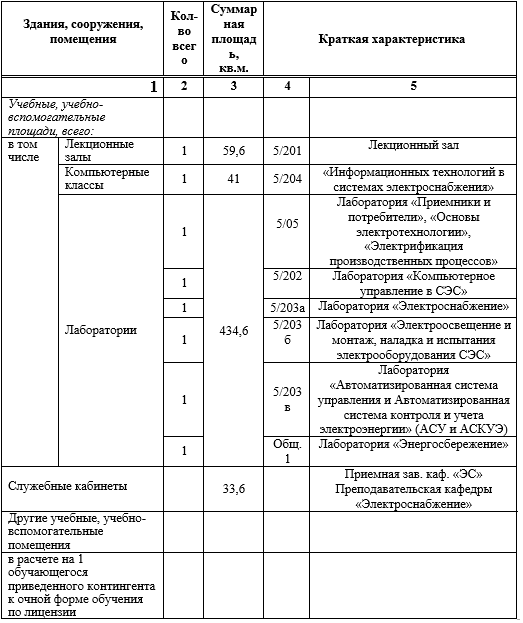 Здания, сооружения,
помещения
Кол-
во
всег
о
Суммар
ная
площад
ь,
кв.м.
Краткая характеристика
1
2
3
4
5
Учебные, учебно-
вспомогательные
площади, всего:
в том
числе
Лекционные
залы
1
59,6
5/201
Лекционный зал
Компьютерные
классы
1
41
5/204
«Информационных технологий в
системах электроснабжения»
Лаборатории
1
434,6
5/05
Лаборатория «Приемники и
потребители», «Основы
электротехнологии»,
«Электрификация
производственных процессов»
1
5/202
Лаборатория «Компьютерное
управление в СЭС»
1
5/203а
Лаборатория «Электроснабжение»
1
5/203
б
Лаборатория «Электроосвещение и
монтаж, наладка и испытания
электрооборудования СЭС»
1
5/203
в
Лаборатория
«Автоматизированная система
управления и Автоматизированная
система контроля и учета
электроэнергии» (АСУ и АСКУЭ)
1
Общ.
1
Лаборатория «Энергосбережение»
Служебные кабинеты
33,6
Приемная зав. каф. «ЭС»
Преподавательская кафедры
«Электроснабжение»
Другие учебные, учебно-
вспомогательные
помещения
в расчете на 1
обучающегося
приведенного контингента
к очной форме обучения
по лицензии